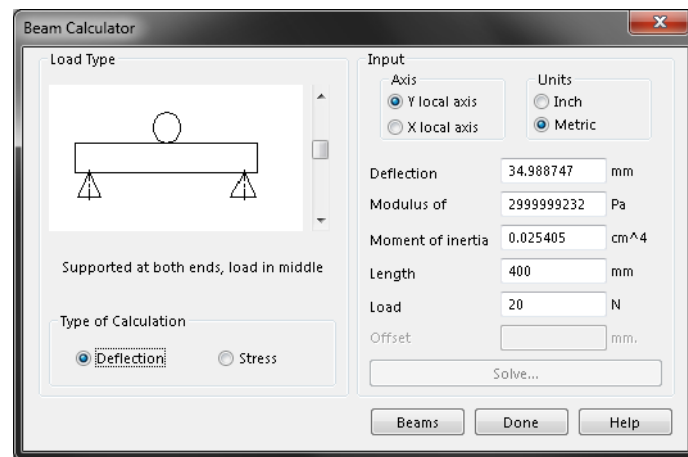 Beam Calculator
Load Type
Supported at both ends, load in middle
Type of Calculation
Deflection
Stress
Input
Axis
Y local axis
X local axis
Units
Inch
Metric
Deflection 34.988747 mm
Modulus of 2999999232 Pa
Moment of inertia 0.025405 cm^4
Length 400 mm
Load 20 N
Offset mm.
Solve...
Beams Done Help